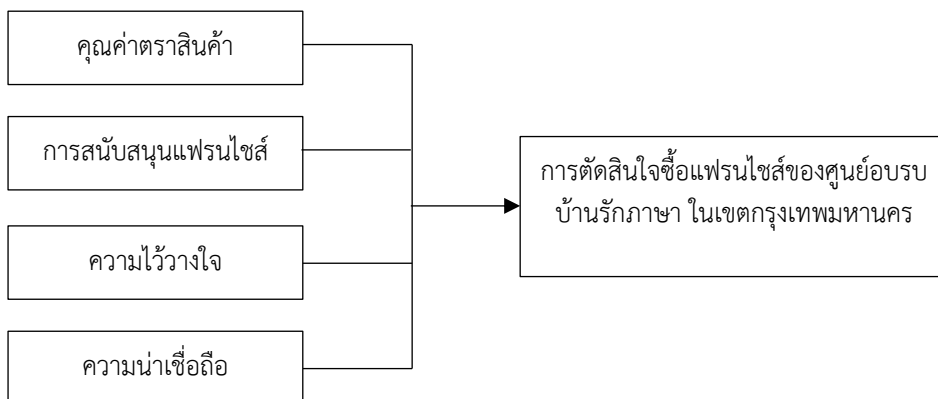 คุณค่าตราสินค้า
การสนับสนุนแฟรนไชส์
ความไว้วางใจ
ความน่าเชื่อถือ
การตัดสินใจซื้อแฟรนไชส์ของศูนย์อบรบ
บ้านรักภาษา ในเขตกรุงเทพมหานคร